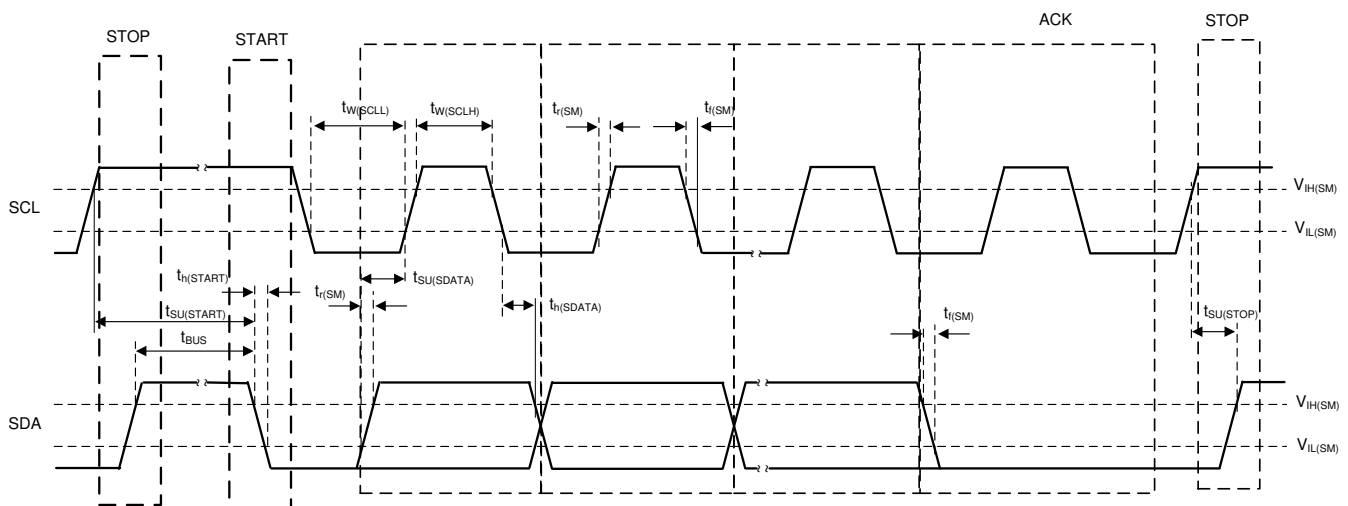 STOP
START
ACK
STOP
tW(SCLL)
tW(SCLH)
tr(SM)
tf(SM)
SCL
VIH(SM)
VIL(SM)
th(START)
tr(SM)
tSU(SDATA)
th(SDATA)
tSU(START)
tf(SM)
tSU(STOP)
tBUS
SDA
VIH(SM)
VIL(SM)